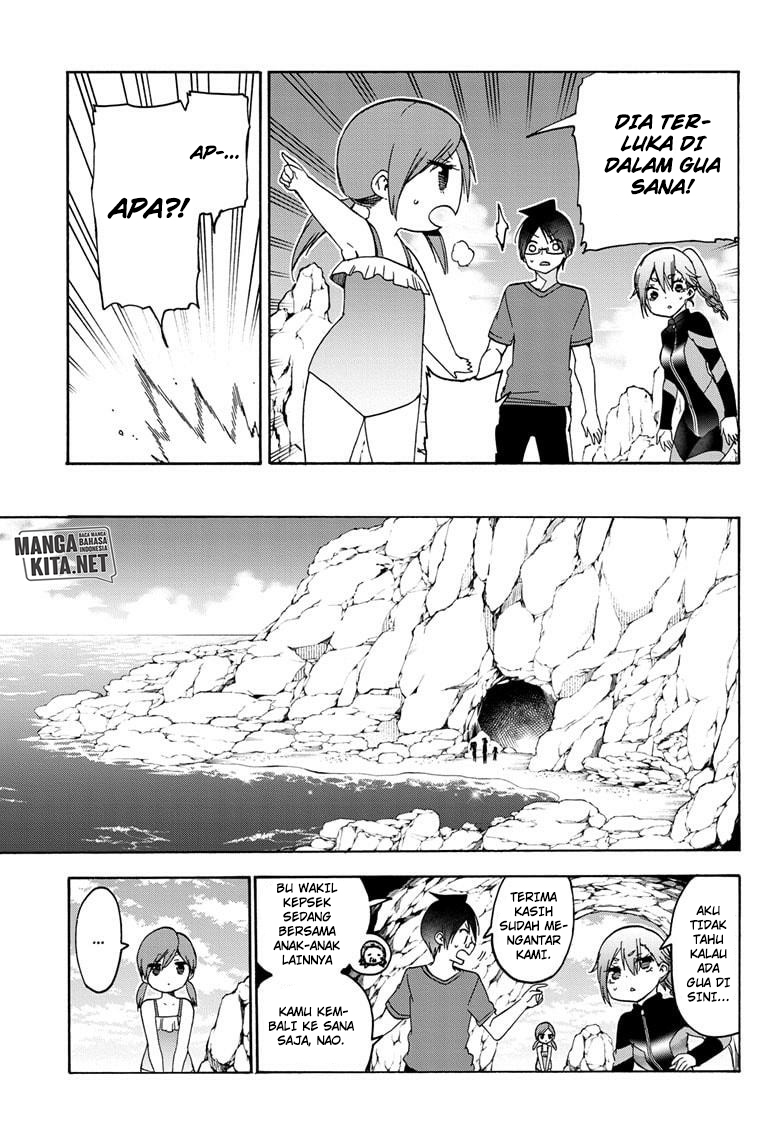 DIA TER-
LUKA DI
DALAM GUA
SANA!
AP-...
APA?!
MANGA
KITA.NET
BACA MANGA
BAHASA
INDONESIA
AKU
TIDAK
TAHU
KALAU
ADA
GUA DI
SINI...
TERIMA
KASIH
SUDAH ME-
NGANTAR
KAMI.
BU WAKIL
KEPSEK
SEDANG
BERSAMA
ANAK-ANAK
LAINNYA
KAMU KEM-
BALI KE SANA
SAJA, NAO.
...